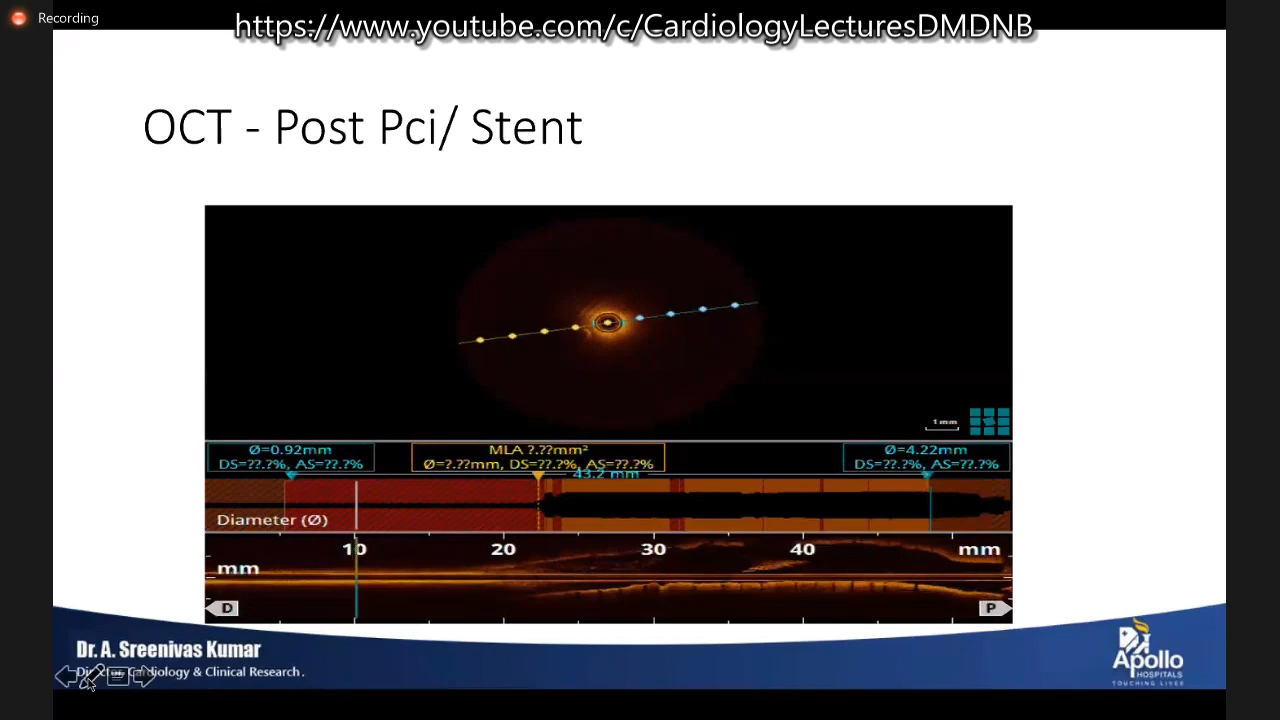 Recording
https://www.youtube.com/c/CardiologyLecturesDMDNB
OCT - Post Pci/ Stent
1 mm
Ø=0.92mm
DS=??.?%, AS=??.?%
MLA ?.??mm²
Ø=?.??mm, DS=??.?%, AS=??.?%
Ø=4.22mm
DS=??.?%, AS=??.?%
43.2 mm
Diameter (Ø)
10 20 30 40 mm
mm
D P
Dr. A. Sreenivas Kumar
Director Cardiology & Clinical Research.
Apollo
HOSPITALS
TOUCHING LIVES